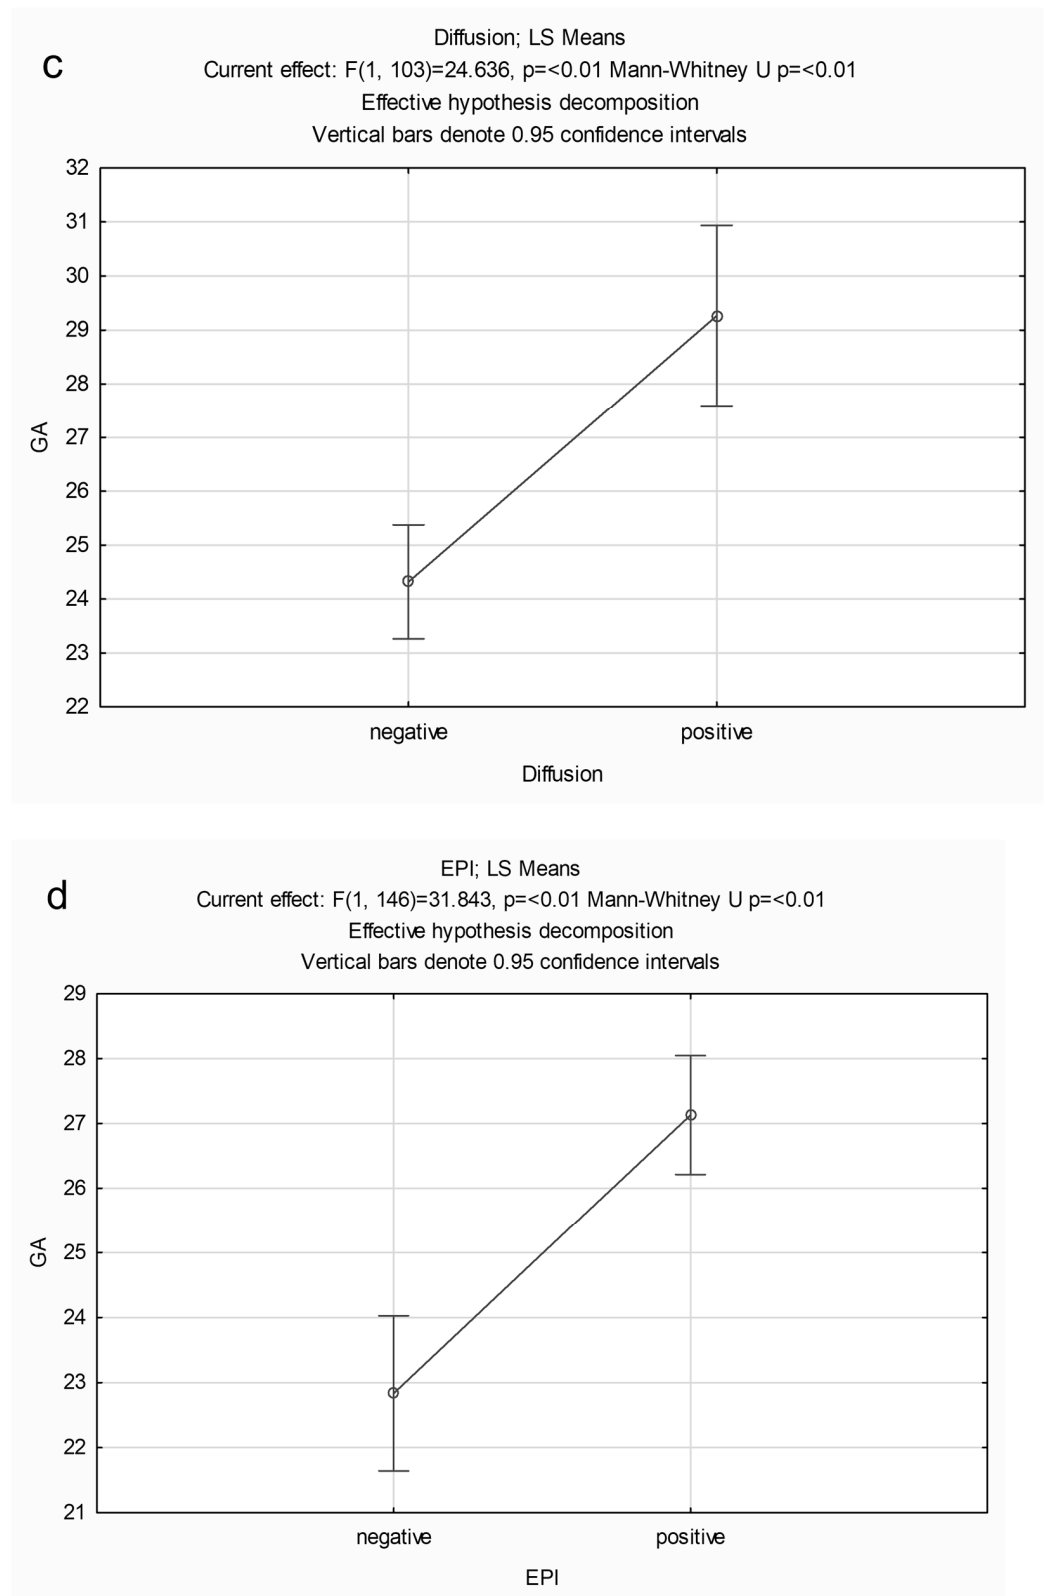 c
Diffusion; LS Means
Current effect: F(1, 103)=24.636, p=<0.01 Mann-Whitney U p=<0.01
Effective hypothesis decomposition
Vertical bars denote 0.95 confidence intervals
32
31
30
29
28
27
26
25
24
23
22
GA
negative positive
Diffusion
d
EPI; LS Means
Current effect: F(1, 146)=31.843, p=<0.01 Mann-Whitney U p=<0.01
Effective hypothesis decomposition
Vertical bars denote 0.95 confidence intervals
29
28
27
26
25
24
23
22
21
GA
negative positive
EPI